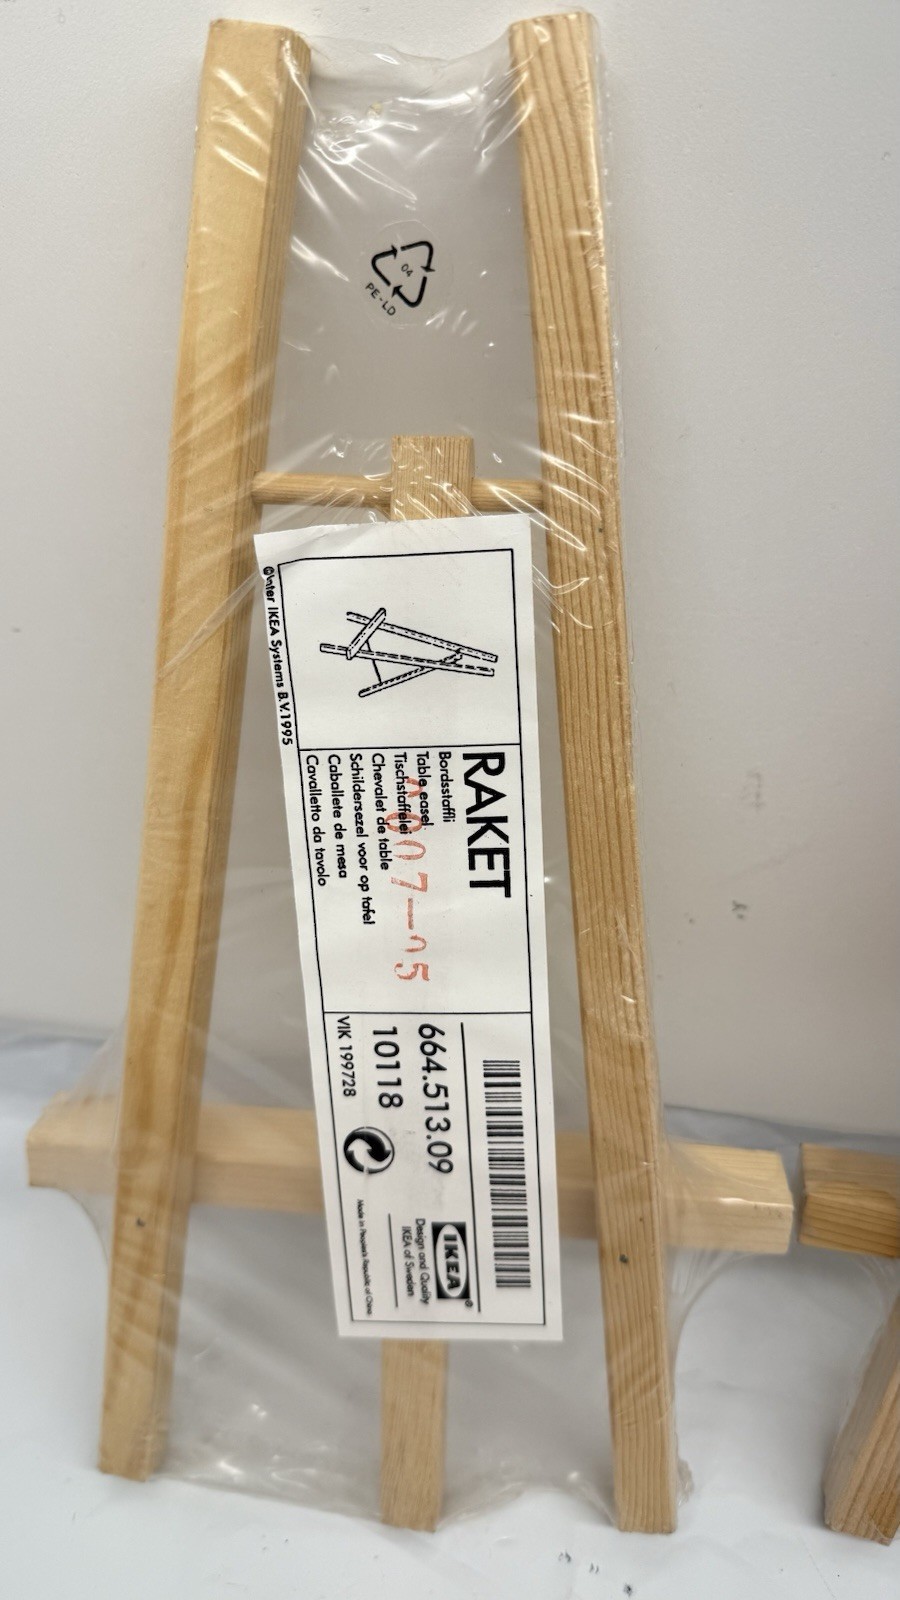 04
PE-LD
©Inter IKEA Systems B.V.1995
RAKET
Bordsstaffli
Table easel
Tischstaffelei
Chevalet de table
Schildersezel voor op tafel
Caballete de mesa
Cavalletto da tavolo
664.513.09
10118
VIK 199728
IKEA®
Design and Quality
IKEA of Sweden
Made in People's Republic of China